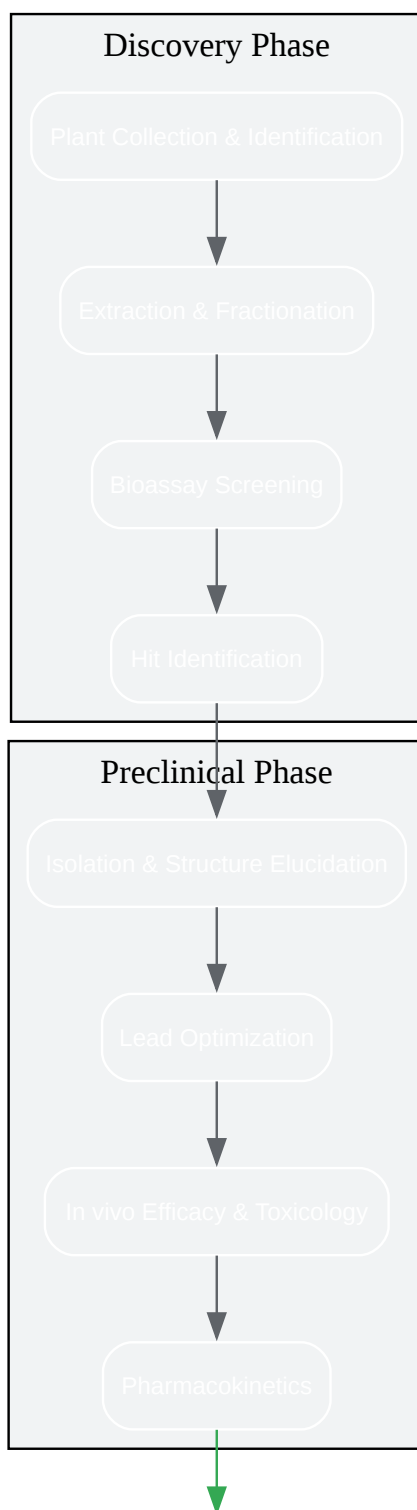 Discovery Phase
Plant Collection & Identification
Extraction & Fractionation
Bioassay Screening
Hit Identification
Preclinical Phase
Isolation & Structure Elucidation
Lead Optimization
In vivo Efficacy & Toxicology
Pharmacokinetics